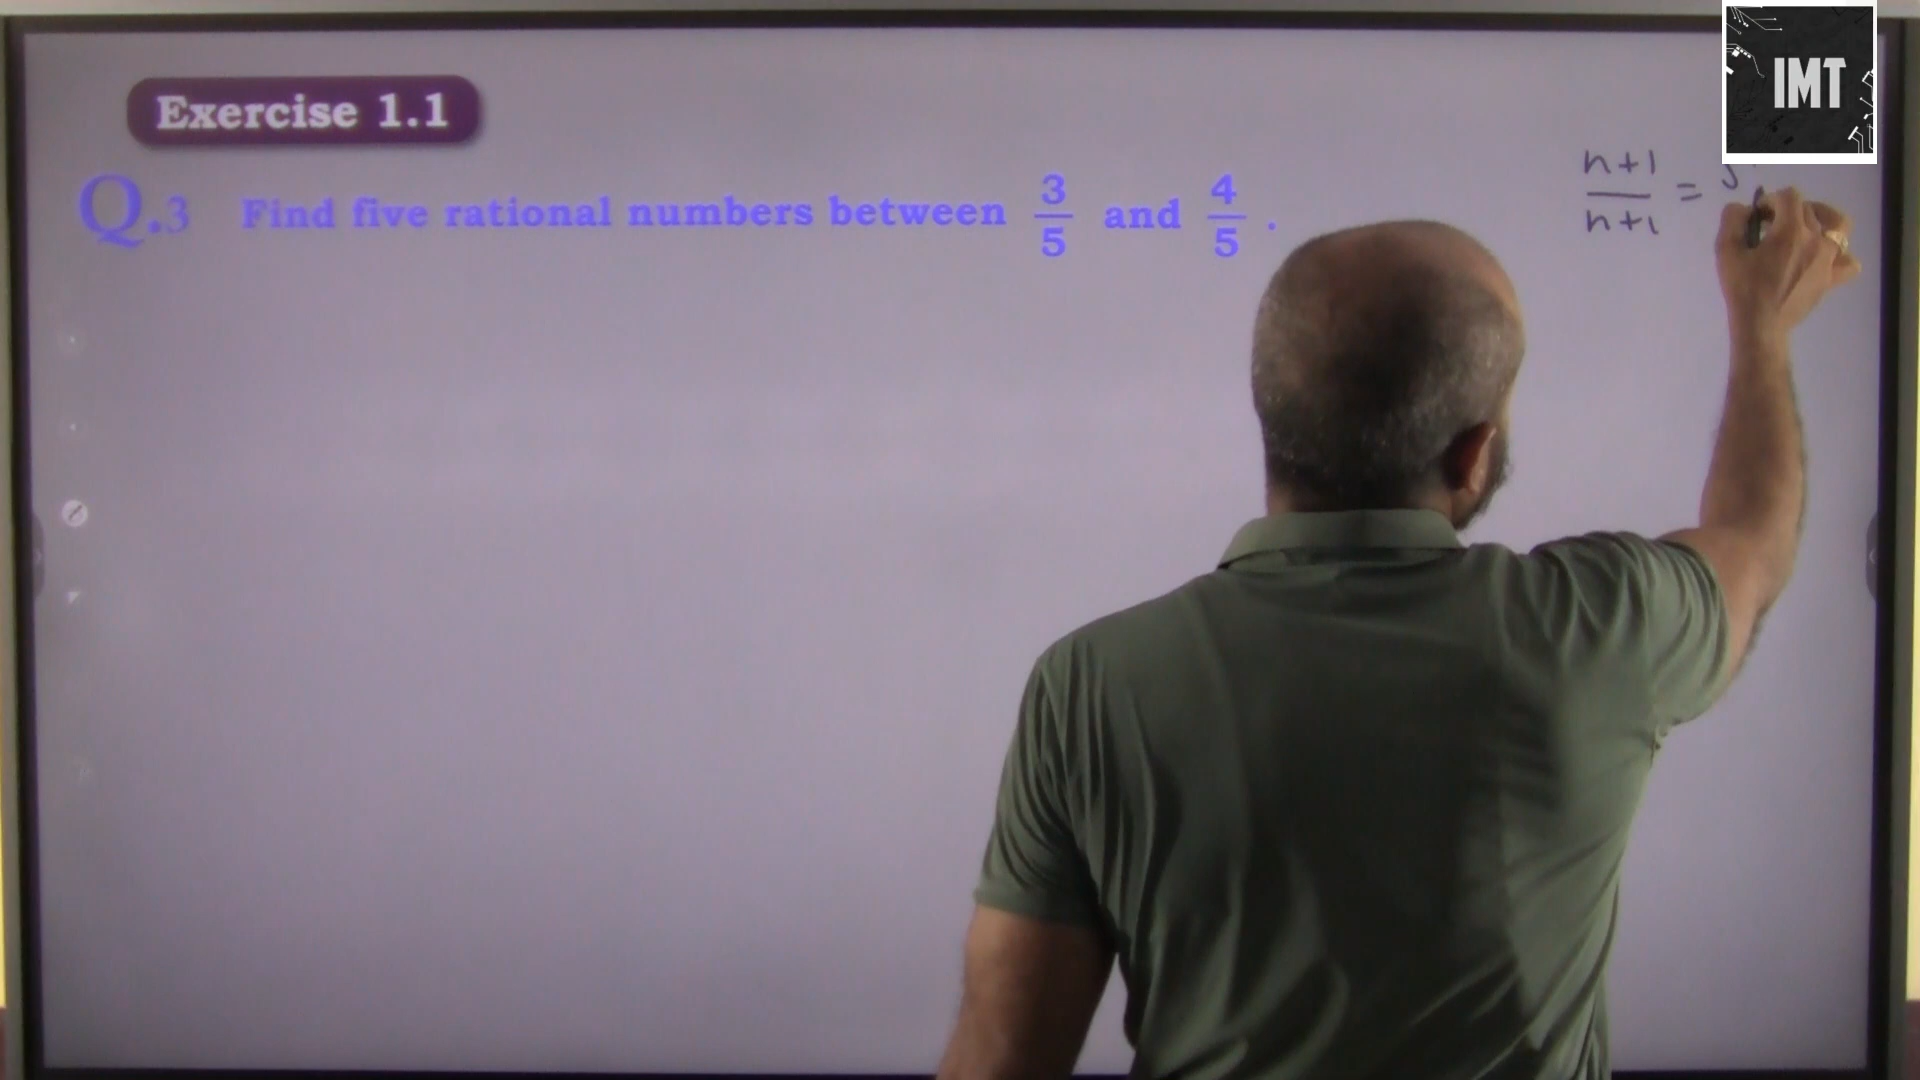 IMT
Exercise 1.1
Q.3 Find five rational numbers between 3/5 and 4/5 .
n+1/n+1 =